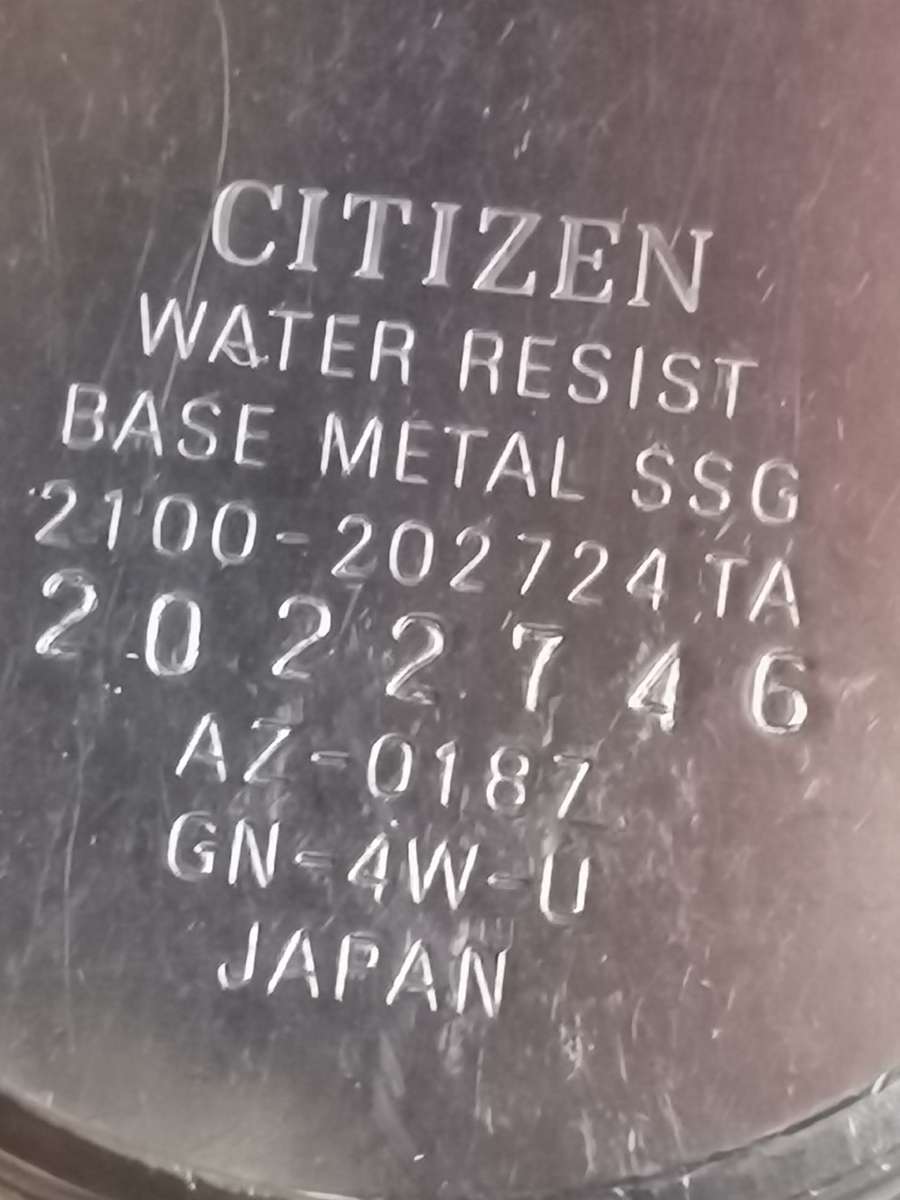 CITIZEN
WATER RESIST
BASE METAL SSG
2100-202724 TA
2022746
AZ-0187
GN-4W-U
JAPAN